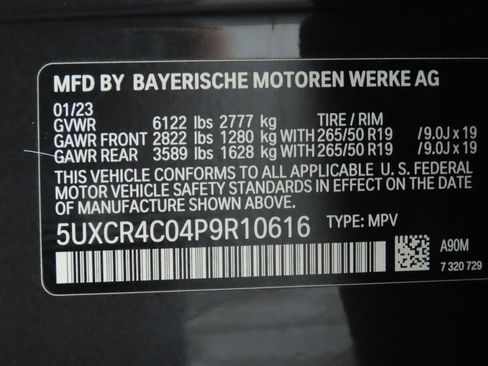 MFD BY BAYERISCHE MOTOREN WERKE AG
01/23
GVWR 6122 lbs 2777 kg TIRE / RIM
GAWR FRONT 2822 lbs 1280 kg WITH 265/50 R19 / 9.0J x 19
GAWR REAR 3589 lbs 1628 kg WITH 265/50 R19 / 9.0J x 19
THIS VEHICLE CONFORMS TO ALL APPLICABLE U. S. FEDERAL
MOTOR VEHICLE SAFETY STANDARDS IN EFFECT ON THE DATE OF
MANUFACTURE SHOWN ABOVE.
5UXCR4C04P9R10616 TYPE: MPV
A90M
7 320 729